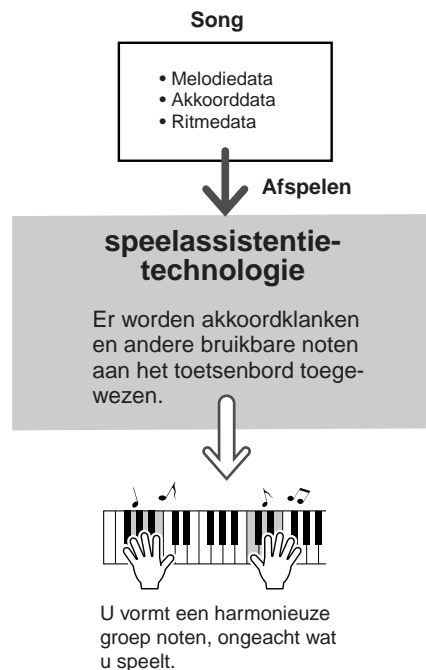 Song
• Melodiedata
• Akkoorddata
• Ritmedata
Afspelen
speelassistentie-
technologie
Er worden akkoordklanken
en andere bruikbare noten
aan het toetsenbord toege-
wezen.
U vormt een harmonieuze
groep noten, ongeacht wat
u speelt.